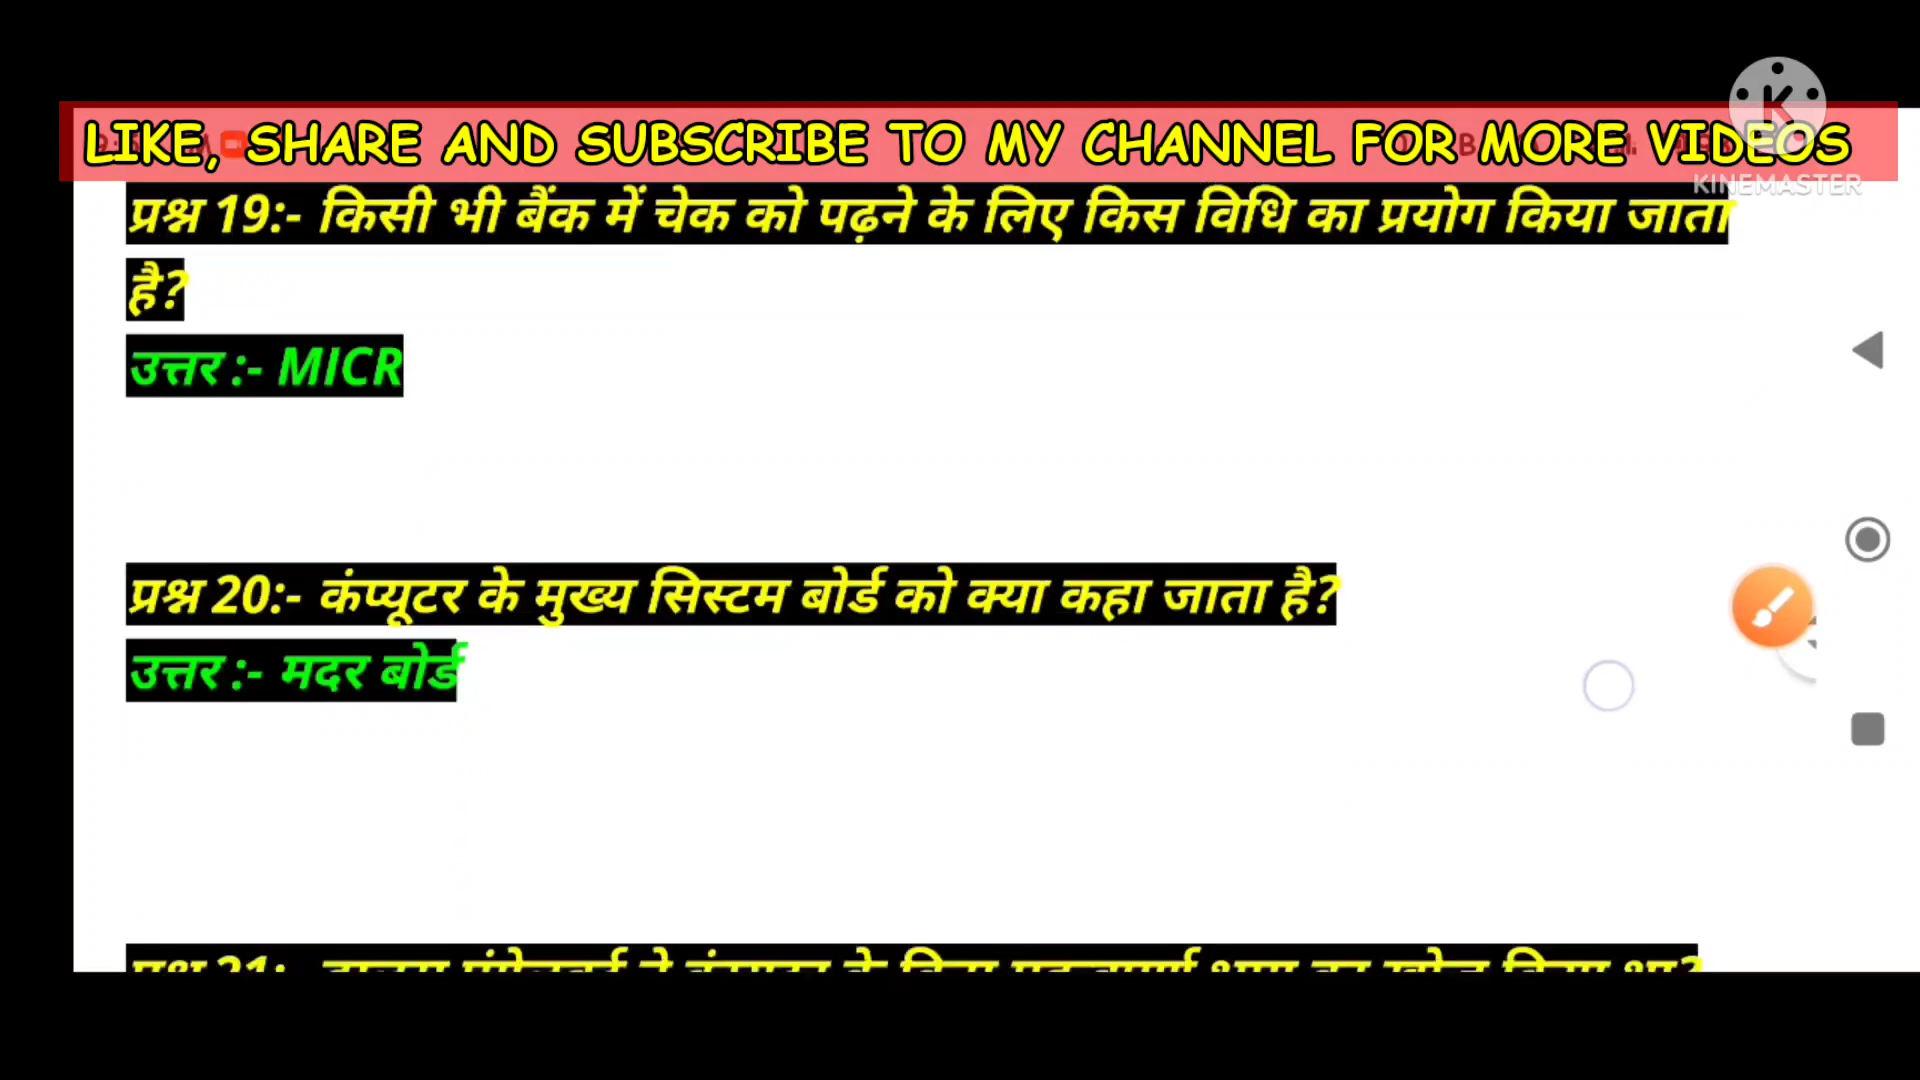 LIKE, SHARE AND SUBSCRIBE TO MY CHANNEL FOR MORE VIDEOS
KINEMASTER
प्रश्न 19:- किसी भी बैंक में चेक को पढ़ने के लिए किस विधि का प्रयोग किया जाता
है?
उत्तर :- MICR
प्रश्न 20:- कंप्यूटर के मुख्य सिस्टम बोर्ड को क्या कहा जाता है?
उत्तर :- मदर बोर्ड